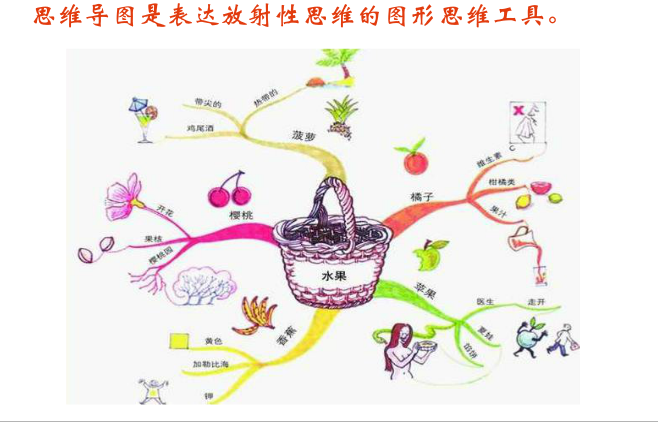 思维导图是表达放射性思维的图形思维工具。
带尖的
热带的
鸡尾酒
菠萝
维生素
C
柑橘类
果汁
橘子
樱桃
开花
果核
樱桃园
水果
苹果
医生
走开
夏娃
馅饼
香蕉
黄色
加勒比海
钾